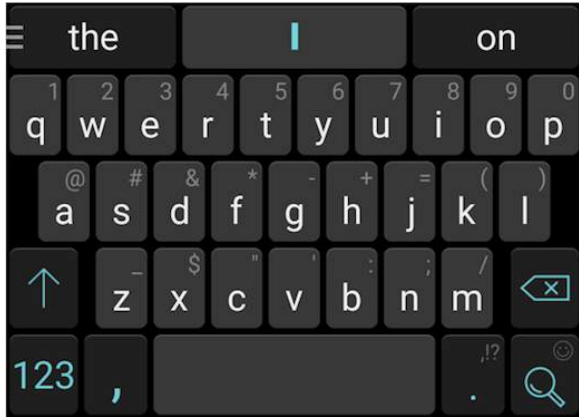 the I on
1 2 3 4 5 6 7 8 9 0
q w e r t y u i o p
@ # & * - + = ( )
a s d f g h j k l
_ $ " ' : ; /
z x c v b n m
,!?
123 , .